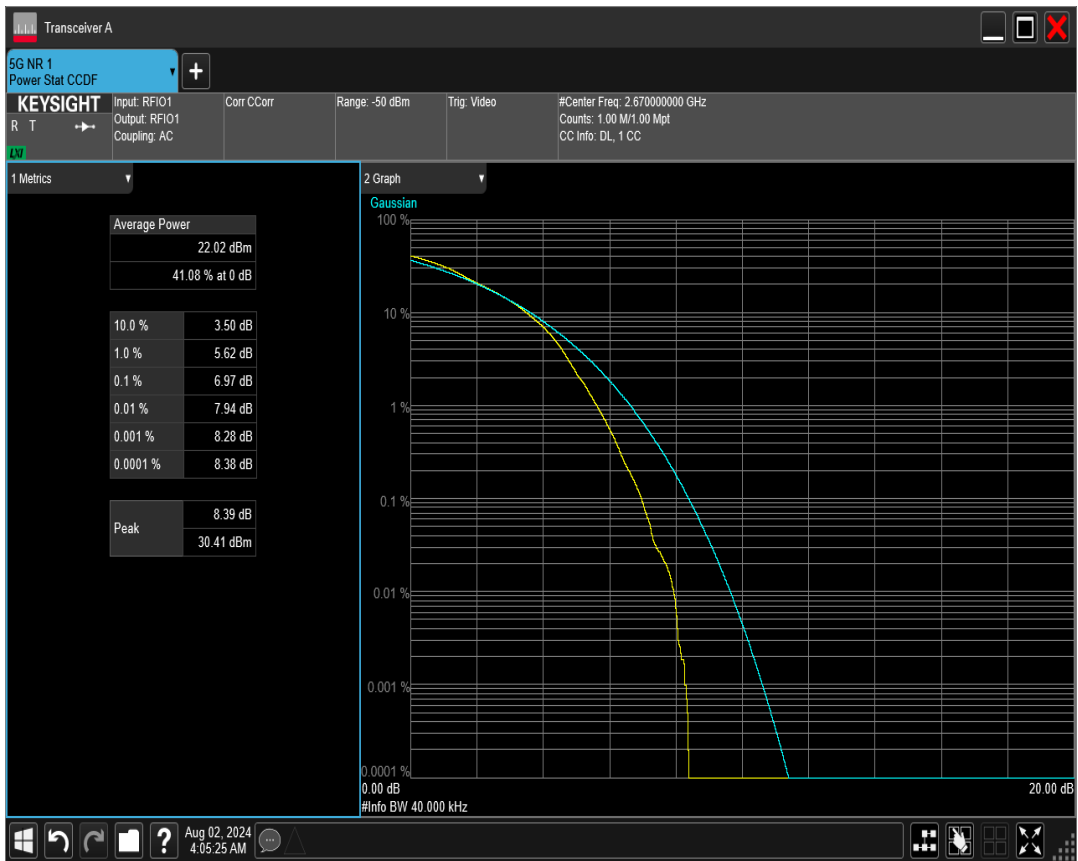 Transceiver A
5G NR 1
Power Stat CCDF
+
KEYSIGHT
R T
LXI
Input: RFIO1
Output: RFIO1
Coupling: AC
Corr CCorr
Range: -50 dBm
Trig: Video
#Center Freq: 2.670000000 GHz
Counts: 1.00 M/1.00 Mpt
CC Info: DL, 1 CC
1 Metrics
Average Power
22.02 dBm
41.08 % at 0 dB
10.0 % 3.50 dB
1.0 % 5.62 dB
0.1 % 6.97 dB
0.01 % 7.94 dB
0.001 % 8.28 dB
0.0001 % 8.38 dB
Peak
8.39 dB
30.41 dBm
2 Graph
Gaussian
100 %
10 %
1 %
0.1 %
0.01 %
0.001 %
0.0001 %
0.00 dB 20.00 dB
#Info BW 40.000 kHz
?
Aug 02, 2024
4:05:25 AM